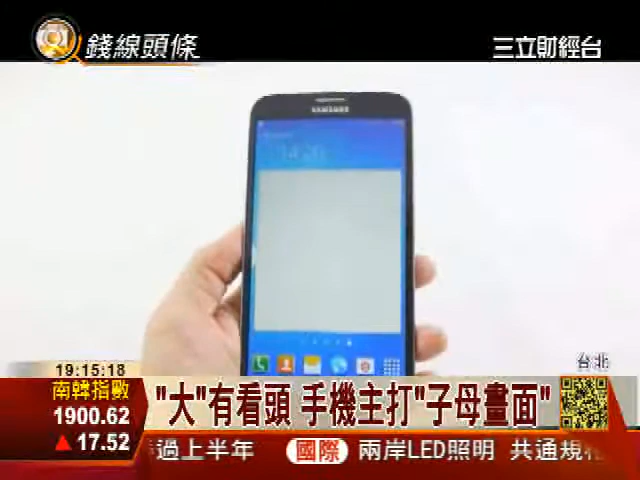 錢線頭條
三立財經台
SAMSUNG
14:20
台北
19:15:18
南韓指數
1900.62
▲17.52
"大"有看頭 手機主打"子母畫面"
過上半年 國際 兩岸LED照明 共通規